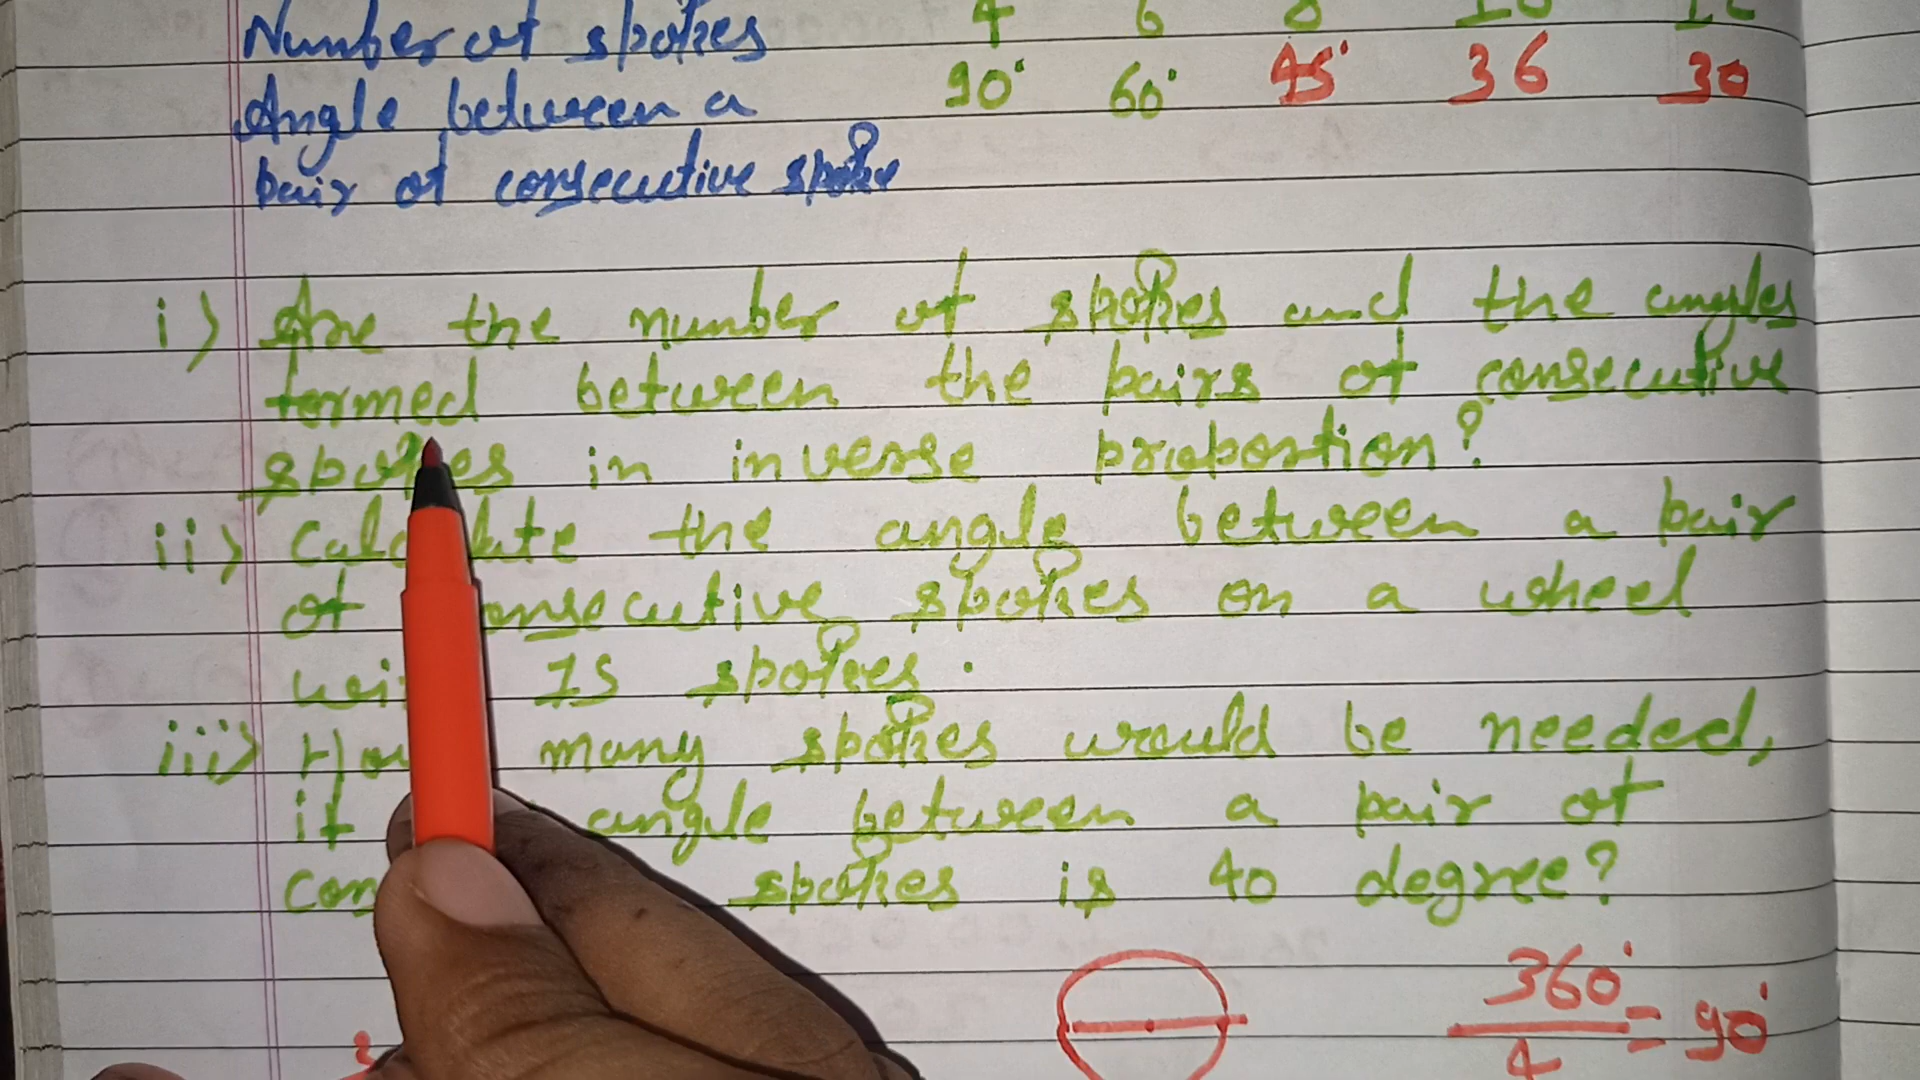 Number of spokes 4 6 8 10 12
Angle between a 90° 60° 45° 36 30
pair of consecutive spoke
i) Are the number of spokes and the angles
formed between the pairs of consecutive
spokes in inverse proportion?
ii) Calculate the angle between a pair
of consecutive spokes on a wheel
15 spokes.
iii) How many spokes would be needed,
if angle between a pair of
spokes is 40 degree?
360° / 4 = 90°